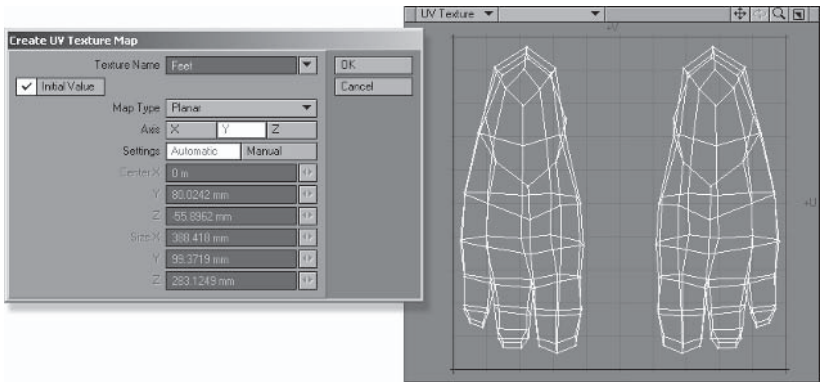 Create UV Texture Map
Texture Name Feet
Initial Value
Map Type Planar
Axis X Y Z
Settings Automatic Manual
Center X 0 m
Y 80.0242 mm
Z -55.8962 mm
Size X 388.418 mm
Y 99.3719 mm
Z 283.1249 mm
OK
Cancel
UV Texture
+V
+U